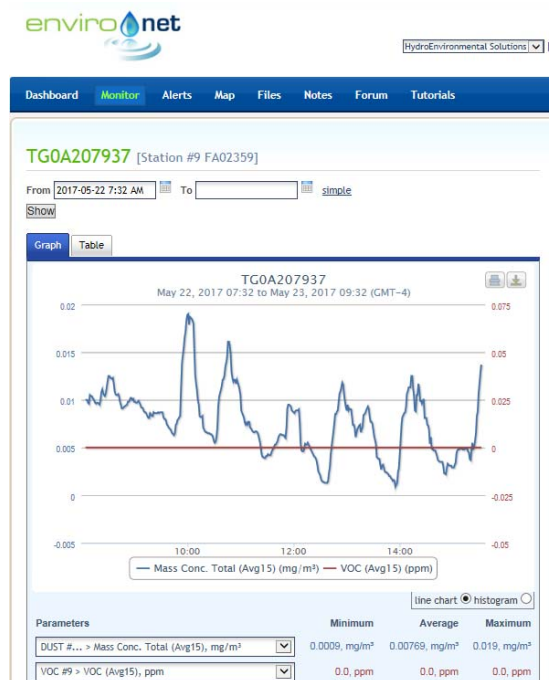 enviro net
HydroEnvironmental Solutions
Dashboard Monitor Alerts Map Files Notes Forum Tutorials
TG0A207937 [Station #9 FA02359]
From 2017-05-22 7:32 AM To simple
Show
Graph Table
TG0A207937
May 22, 2017 07:32 to May 23, 2017 09:32 (GMT-4)
0.02 0.075
0.015 0.05
0.01 0.025
0.005 0
0 -0.025
-0.005 -0.05
10:00 12:00 14:00
Mass Conc. Total (Avg15) (mg/m³) VOC (Avg15) (ppm)
line chart histogram
Parameters Minimum Average Maximum
DUST #... > Mass Conc. Total (Avg15), mg/m³ 0.0009, mg/m³ 0.00769, mg/m³ 0.019, mg/m³
VOC #9 > VOC (Avg15), ppm 0.0, ppm 0.0, ppm 0.0, ppm